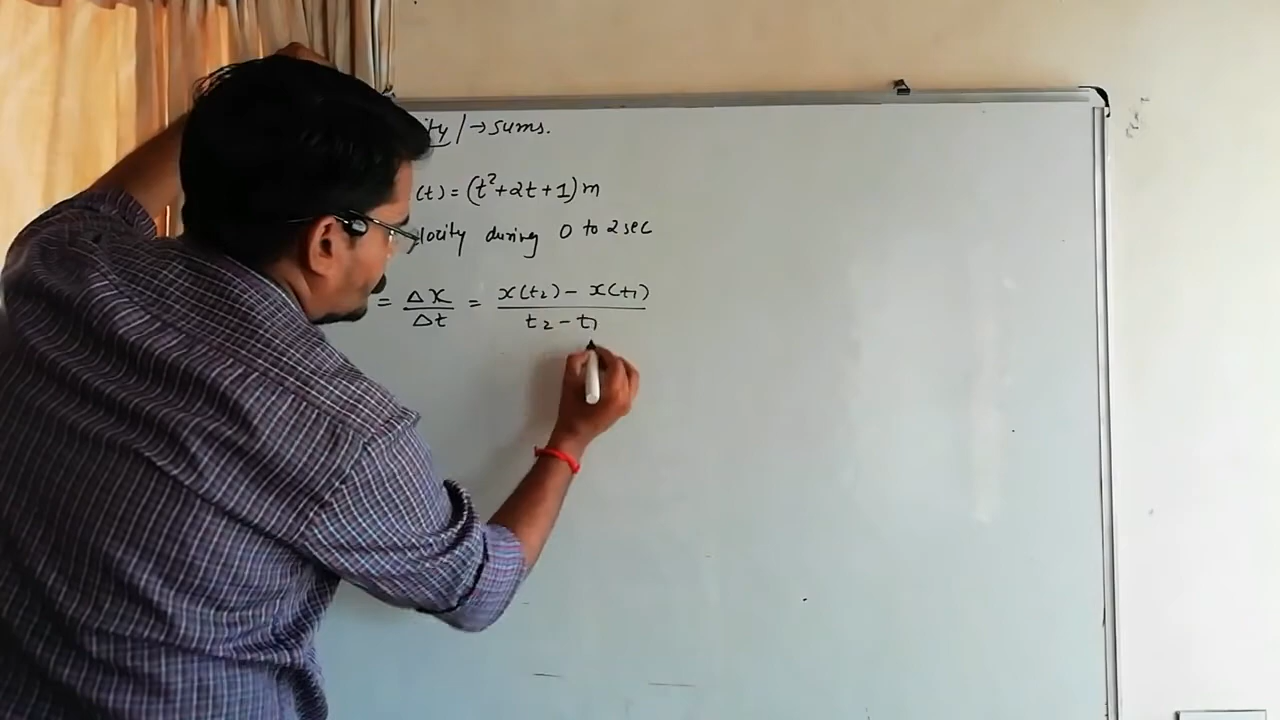 ity | → sums.
(t) = (t²+2t+1)m
locity during 0 to 2 sec
= Δx/Δt = x(t₂) - x(t₁)/t₂ - t₁